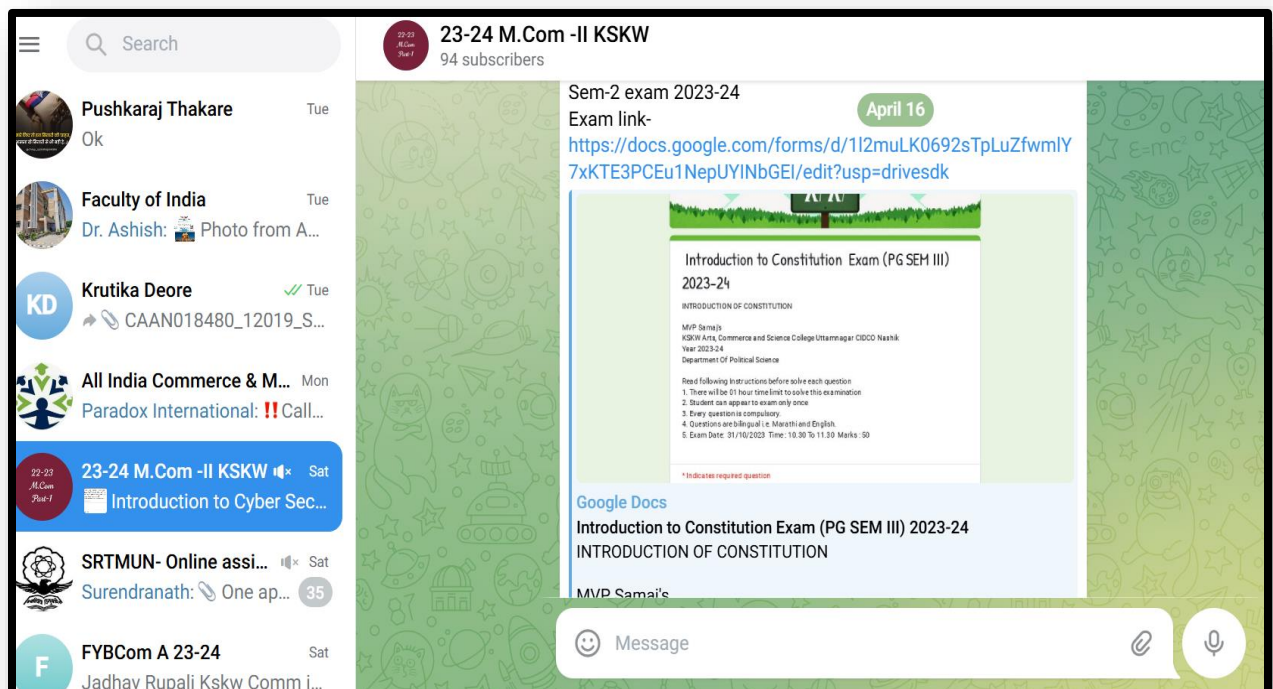 Search
Pushkaraj Thakare Tue
Ok
Faculty of India Tue
Dr. Ashish: Photo from A...
KD
Krutika Deore Tue
CAAN018480_12019_S...
All India Commerce & M... Mon
Paradox International: !! Call...
22-23
M.Com
Part-1
23-24 M.Com -II KSKW Sat
Introduction to Cyber Sec...
SRTMUN- Online assi... Sat
Surendranath: One ap... 35
F
FYBCom A 23-24 Sat
Jadhav Rupali Kskw Comm i...
22-23
M.Com
Part-1
23-24 M.Com -II KSKW
94 subscribers
Sem-2 exam 2023-24
April 16
Exam link-
https://docs.google.com/forms/d/1l2muLK0692sTpLuZfwmlY
7xKTE3PCEu1NepUYINbGEI/edit?usp=drivesdk
Introduction to Constitution Exam (PG SEM III)
2023-24
INTRODUCTION OF CONSTITUTION
MVP Samajs
KSKW Arts, Commerce and Science College Uttamnagar CIDCO Nashik
Year 2023-24
Department Of Political Science
Read following Instructions before solve each question
1. There will be 01 hour time limit to solve this examination
2. Student can appear to exam only once
3. Every question is compulsory.
4. Questions are bilingual i.e. Marathi and English.
5. Exam Date: 31/10/2023 Time: 10.30 To 11.30 Marks : 50
* Indicates required question
Google Docs
Introduction to Constitution Exam (PG SEM III) 2023-24
INTRODUCTION OF CONSTITUTION
MVP Samaj's
E=mc²
Message